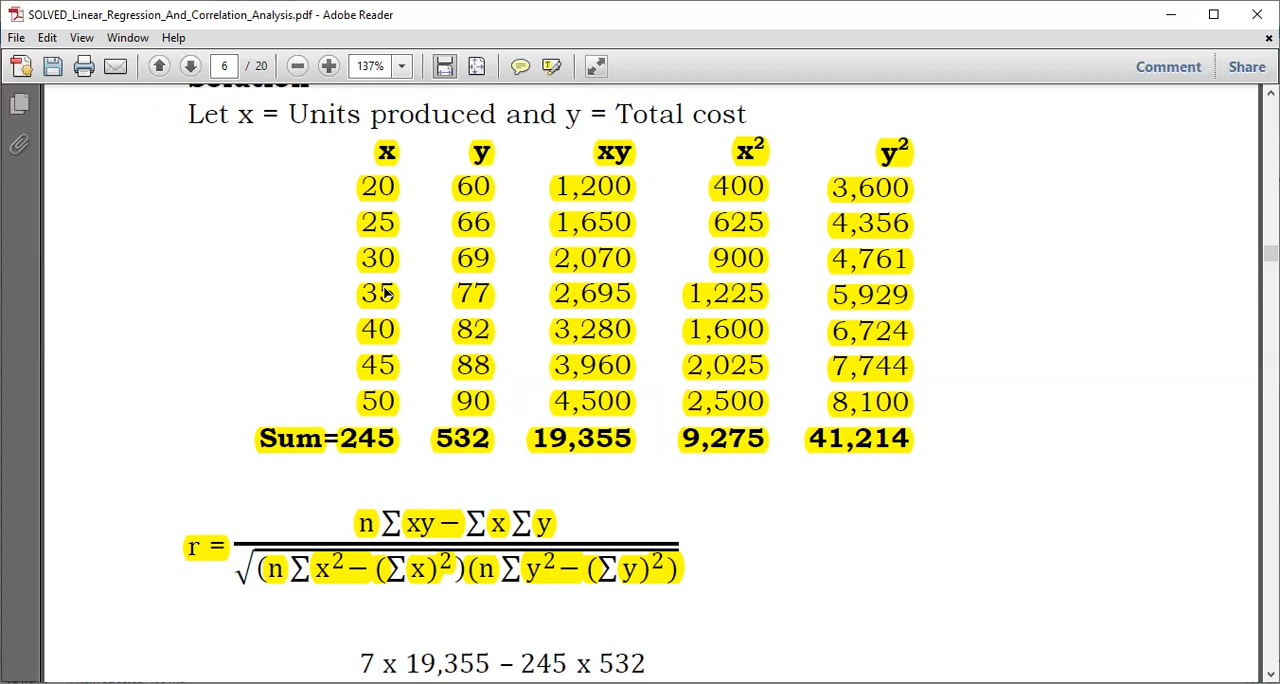 SOLVED_Linear_Regression_And_Correlation_Analysis.pdf - Adobe Reader
File Edit View Window Help
6 / 20 137% Comment Share
Solution
Let x = Units produced and y = Total cost
x y xy x² y²
20 60 1,200 400 3,600
25 66 1,650 625 4,356
30 69 2,070 900 4,761
35 77 2,695 1,225 5,929
40 82 3,280 1,600 6,724
45 88 3,960 2,025 7,744
50 90 4,500 2,500 8,100
Sum=245 532 19,355 9,275 41,214
n∑xy− ∑x∑y
r =
√(n∑x²− (∑x)²)(n∑y²− (∑y)²)
7 x 19,355 – 245 x 532